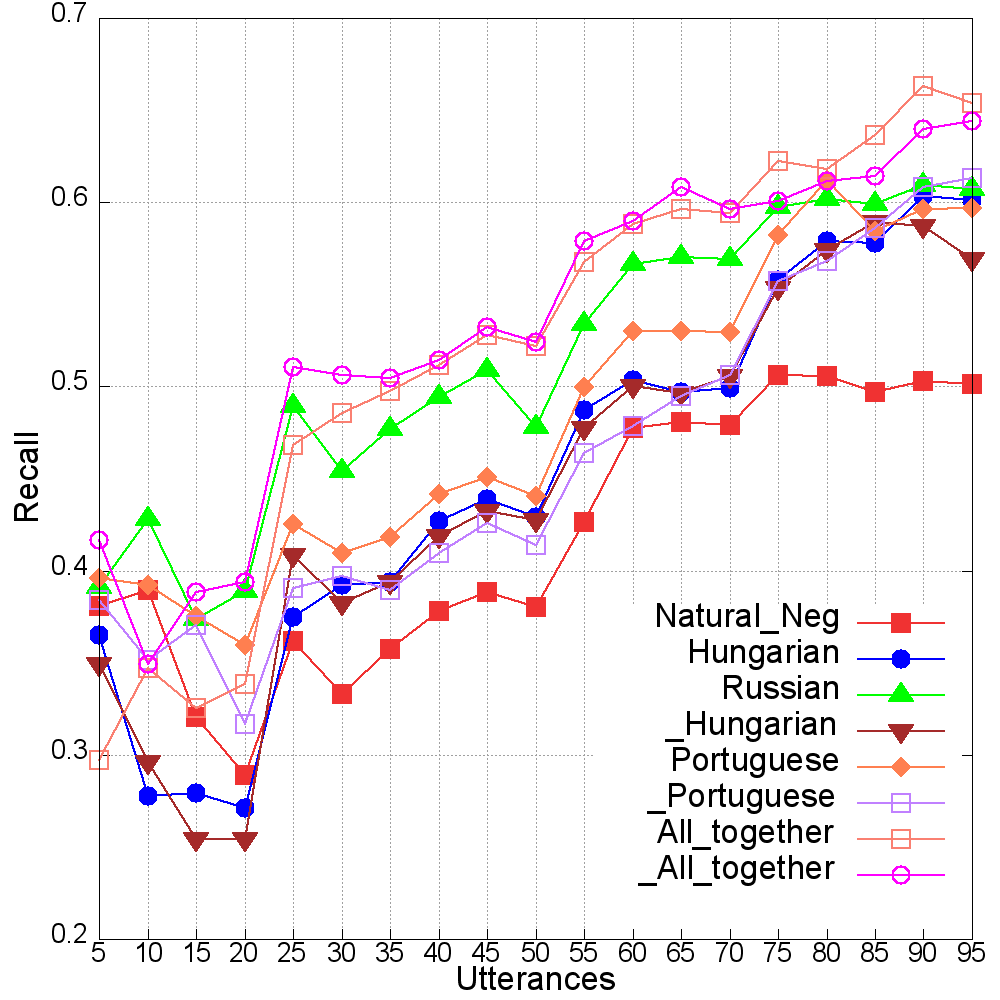 0.7
0.6
0.5
0.4
0.3
0.2
Recall
Natural_Neg
Hungarian
Russian
_Hungarian
Portuguese
_Portuguese
All_together
_All_together
5 10 15 20 25 30 35 40 45 50 55 60 65 70 75 80 85 90 95
Utterances